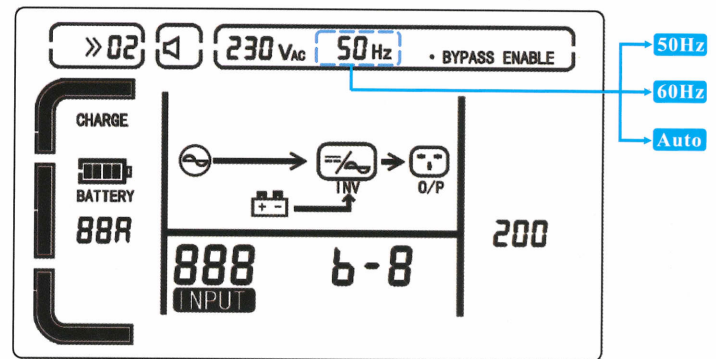 »02 230 VAC 50 Hz • BYPASS ENABLE
50Hz
60Hz
Auto
CHARGE
BATTERY
88A
INV
O/P
+ -
200
888 b-8
INPUT